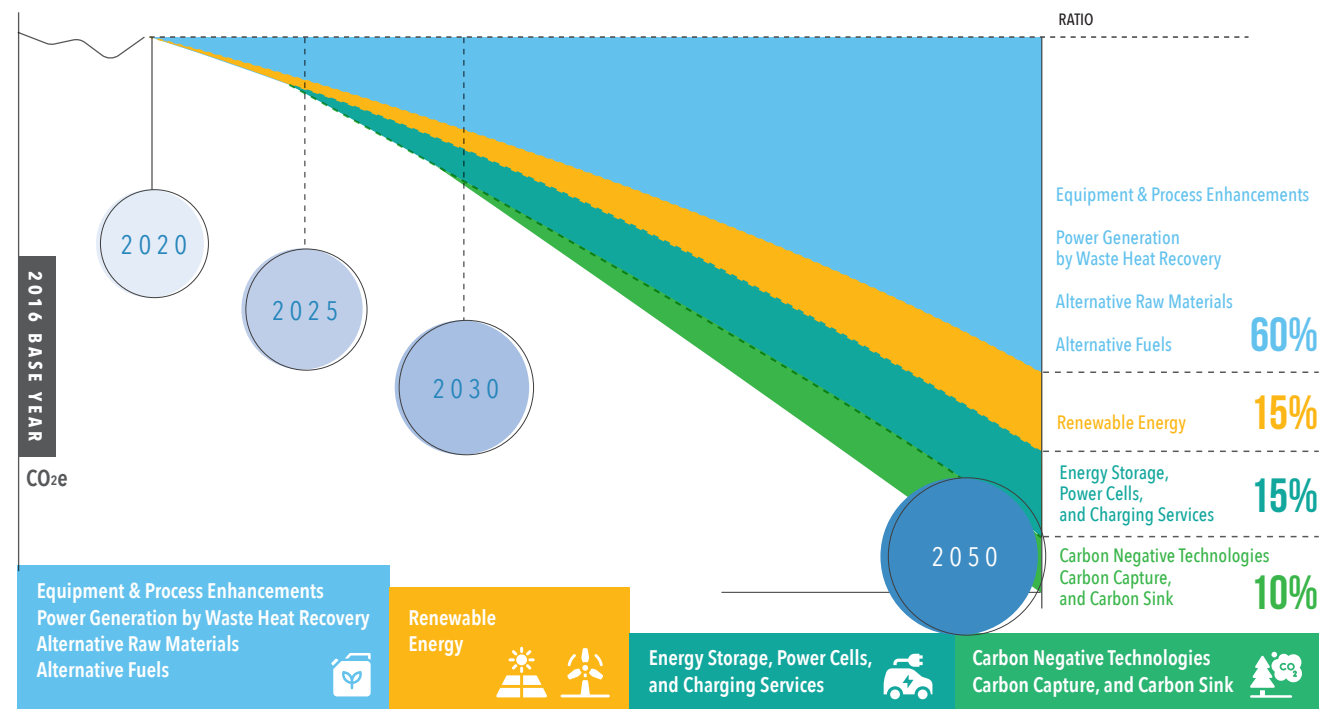 RATIO
2020
2025
2030
2050
2016 BASE YEAR
CO2e
Equipment & Process Enhancements
Power Generation
by Waste Heat Recovery
Alternative Raw Materials
Alternative Fuels
60%
Renewable Energy
15%
Energy Storage,
Power Cells,
and Charging Services
15%
Carbon Negative Technologies
Carbon Capture,
and Carbon Sink
10%
Equipment & Process Enhancements
Power Generation by Waste Heat Recovery
Alternative Raw Materials
Alternative Fuels
Renewable
Energy
Energy Storage, Power Cells,
and Charging Services
Carbon Negative Technologies
Carbon Capture, and Carbon Sink
CO2